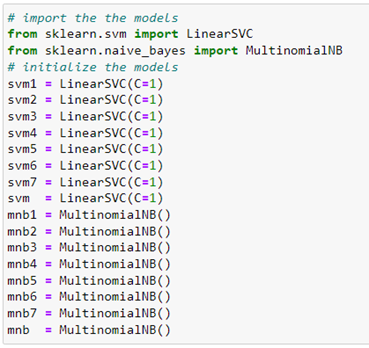 # import the the models
from sklearn.svm import LinearSVC
from sklearn.naive_bayes import MultinomialNB
# initialize the models
svm1 = LinearSVC(C=1)
svm2 = LinearSVC(C=1)
svm3 = LinearSVC(C=1)
svm4 = LinearSVC(C=1)
svm5 = LinearSVC(C=1)
svm6 = LinearSVC(C=1)
svm7 = LinearSVC(C=1)
svm  = LinearSVC(C=1)
mnb1 = MultinomialNB()
mnb2 = MultinomialNB()
mnb3 = MultinomialNB()
mnb4 = MultinomialNB()
mnb5 = MultinomialNB()
mnb6 = MultinomialNB()
mnb7 = MultinomialNB()
mnb  = MultinomialNB()